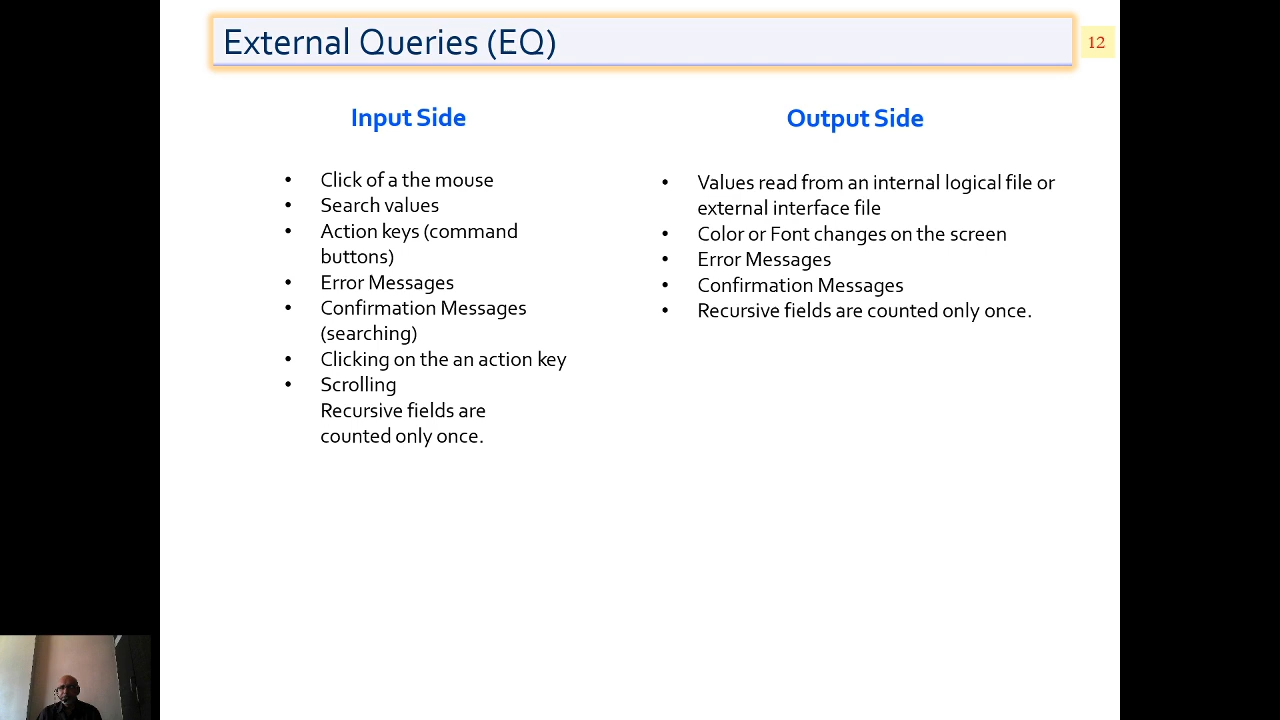 External Queries (EQ)
12
Input Side
• Click of a the mouse
• Search values
• Action keys (command
buttons)
• Error Messages
• Confirmation Messages
(searching)
• Clicking on the an action key
• Scrolling
Recursive fields are
counted only once.
Output Side
• Values read from an internal logical file or
external interface file
• Color or Font changes on the screen
• Error Messages
• Confirmation Messages
• Recursive fields are counted only once.